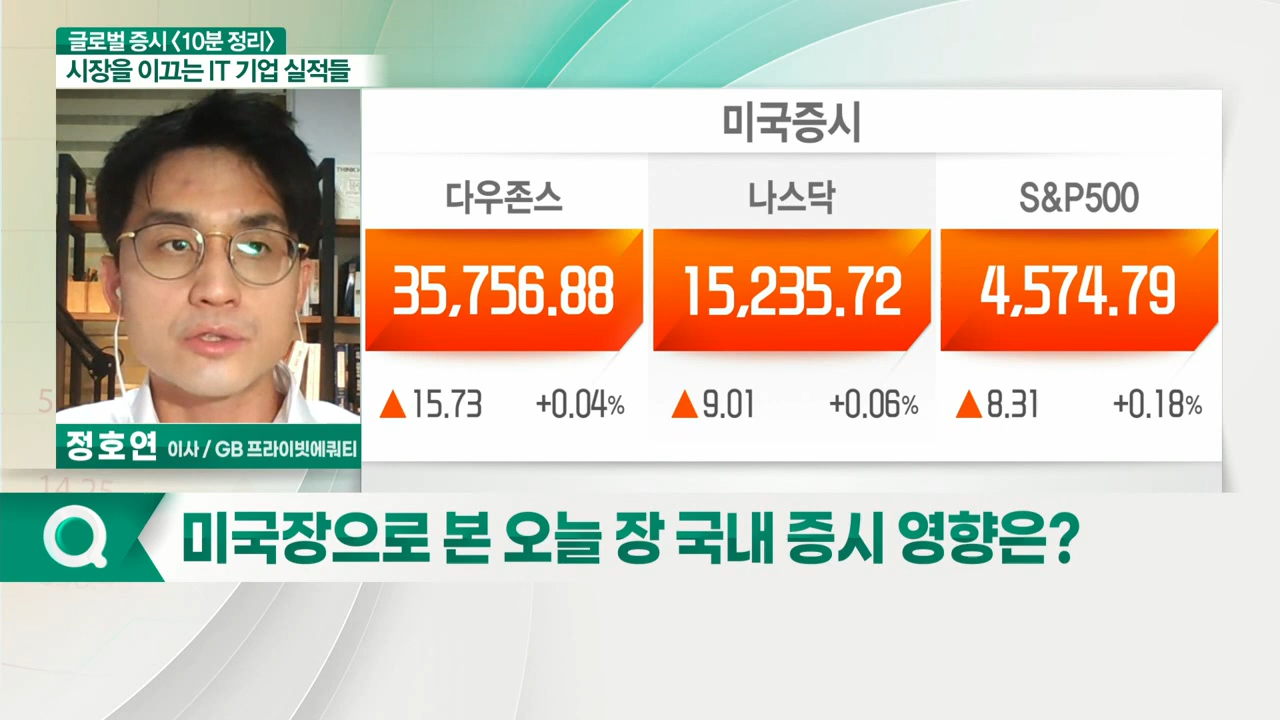 글로벌 증시 <10분 정리>
시장을 이끄는 IT 기업 실적들
미국증시
다우존스 나스닥 S&P500
35,756.88 15,235.72 4,574.79
▲15.73 +0.04% ▲9.01 +0.06% ▲8.31 +0.18%
정호연 이사 / GB 프라이빗에쿼티
Q 미국장으로 본 오늘 장 국내 증시 영향은?